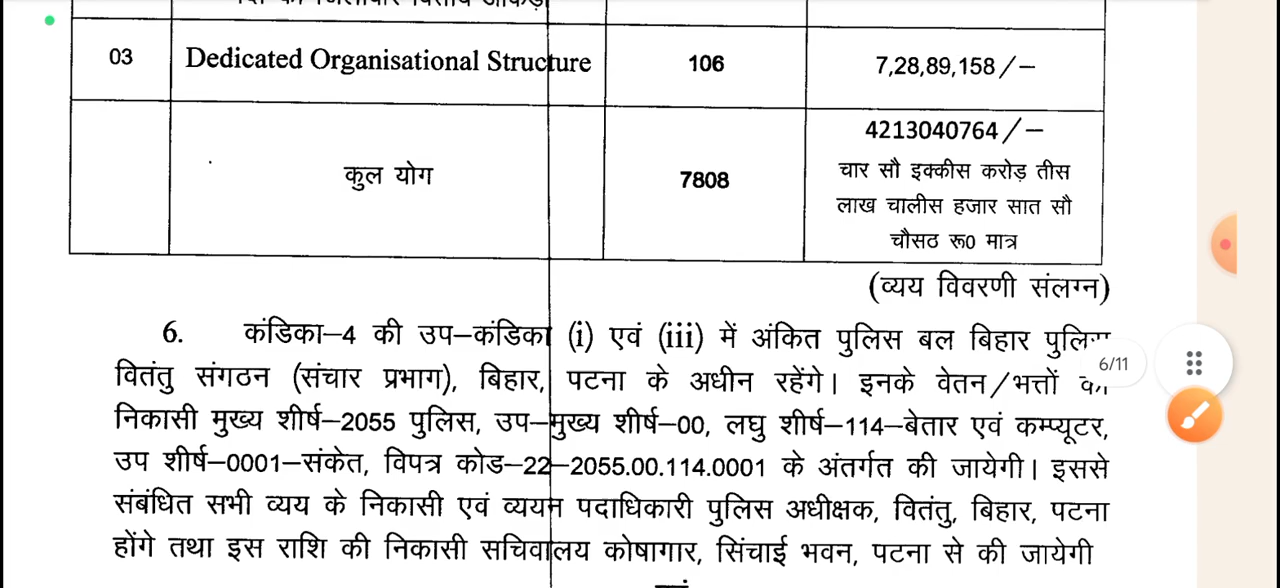 03 Dedicated Organisational Structure 106 7,28,89,158/–
4213040764/–
कुल योग 7808 चार सौ इक्कीस करोड़ तीस
लाख चालीस हजार सात सौ
चौसठ रू0 मात्र
(व्यय विवरणी संलग्न)
6. कंडिका–4 की उप–कंडिका (i) एवं (iii) में अंकित पुलिस बल बिहार पुलिस
वितंतु संगठन (संचार प्रभाग), बिहार, पटना के अधीन रहेंगे। इनके वेतन/भत्तों
6/11
निकासी मुख्य शीर्ष–2055 पुलिस, उप–मुख्य शीर्ष–00, लघु शीर्ष–114–बेतार एवं कम्प्यूटर,
उप शीर्ष–0001–संकेत, विपत्र कोड–22–2055.00.114.0001 के अंतर्गत की जायेगी। इससे
संबंधित सभी व्यय के निकासी एवं व्ययन पदाधिकारी पुलिस अधीक्षक, वितंतु, बिहार, पटना
होंगे तथा इस राशि की निकासी सचिवालय कोषागार, सिंचाई भवन, पटना से की जायेगी